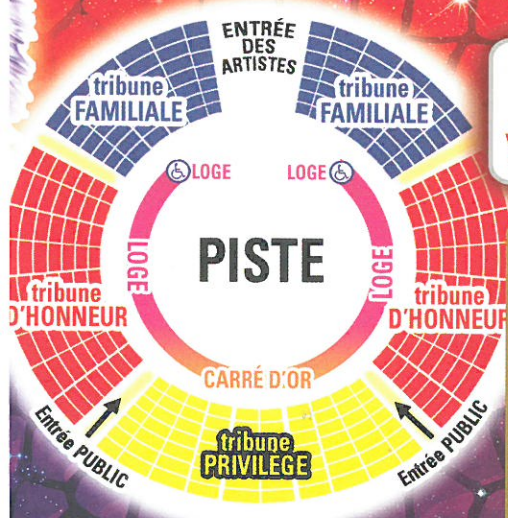 ENTRÉE
DES
ARTISTES
tribune
FAMILIALE
tribune
FAMILIALE
LOGE
LOGE
LOGE
PISTE
LOGE
tribune
D'HONNEUR
tribune
D'HONNEUR
CARRÉ D'OR
Entrée PUBLIC
tribune
PRIVILEGE
Entrée PUBLIC